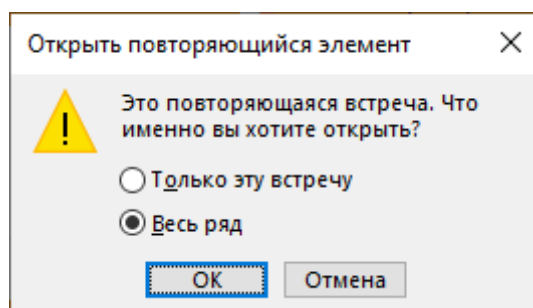 Открыть повторяющийся элемент
Это повторяющаяся встреча. Что
именно вы хотите открыть?
Только эту встречу
Весь ряд
ОК Отмена